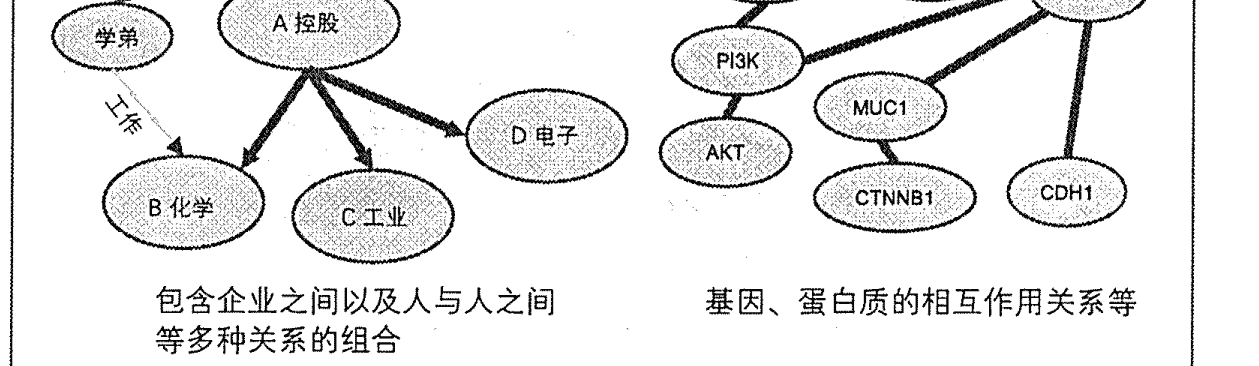 学弟
A 控股
工作
B 化学
C 工业
D 电子
包含企业之间以及人与人之间
等多种关系的组合
PI3K
MUC1
AKT
CTNNB1
CDH1
基因、蛋白质的相互作用关系等